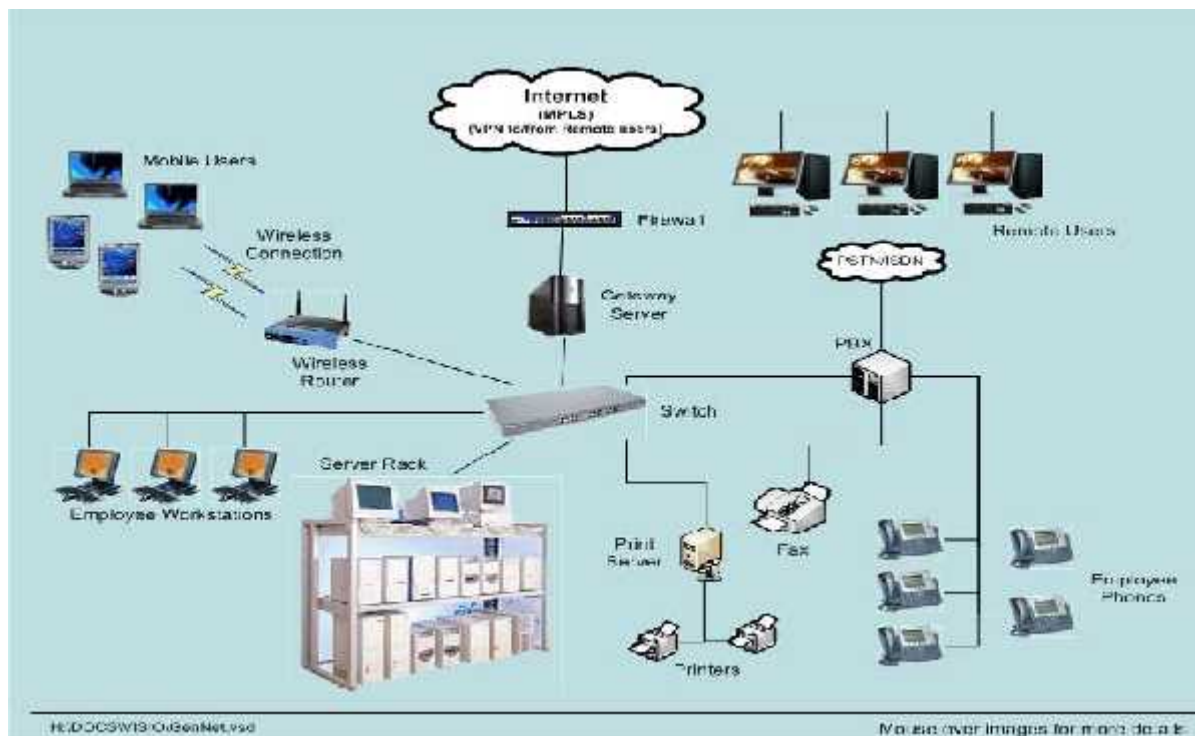 Internet
(MPLS)
(VPN to/from Remote users)
Mobile Users
Wireless
Connection
Firewall
Remote Users
PSTN/ISDN
Gateway
Server
PBX
Wireless
Router
Switch
Server Rack
Employee Workstations
Print
Server
Fax
Employee
Phones
Printers
Mouse over images for more details